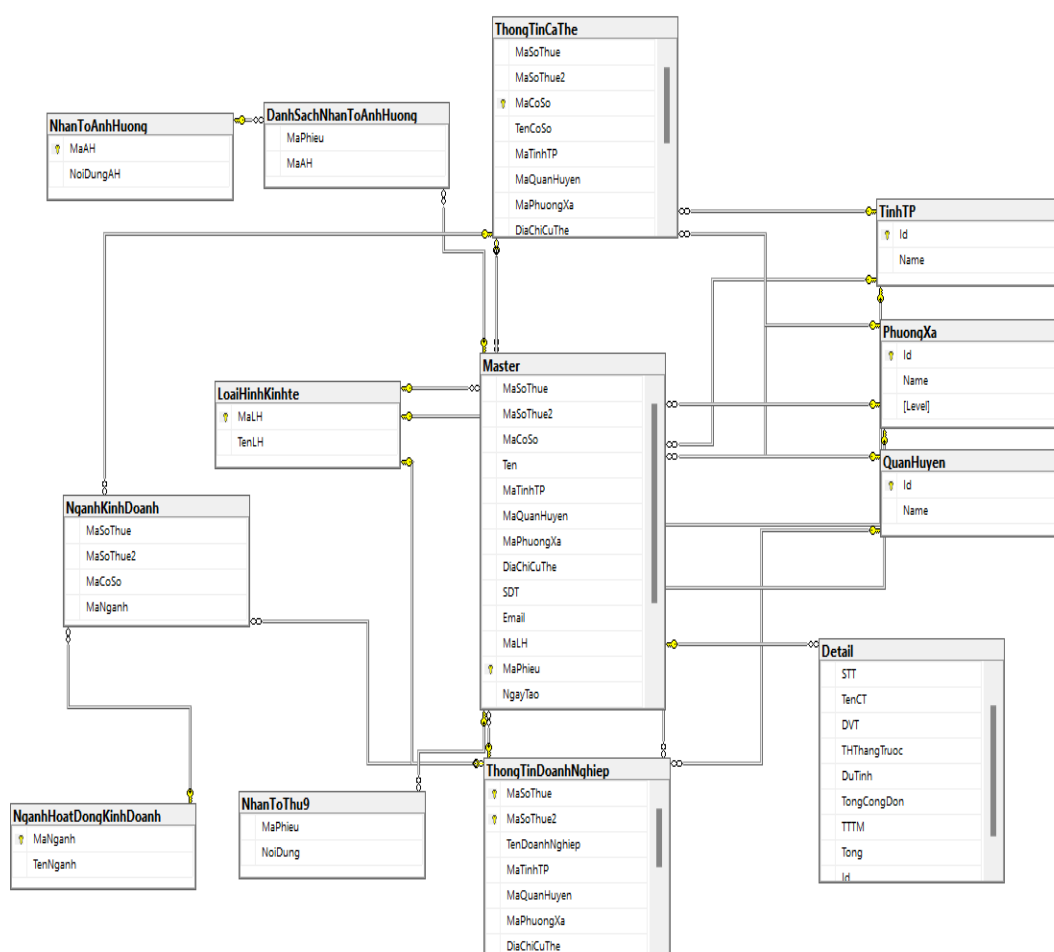 ThongTinCaThe
MaSoThue
MaSoThue2
MaCoSo
TenCoSo
MaTinhTP
MaQuanHuyen
MaPhuongXa
DiaChiCuThe
NhanToAnhHuong
MaAH
NoiDungAH
DanhSachNhanToAnhHuong
MaPhieu
MaAH
TinhTP
Id
Name
PhuongXa
Id
Name
[Level]
QuanHuyen
Id
Name
Master
MaSoThue
MaSoThue2
MaCoSo
Ten
MaTinhTP
MaQuanHuyen
MaPhuongXa
DiaChiCuThe
SDT
Email
MaLH
MaPhieu
NgayTao
LoaiHinhKinhte
MaLH
TenLH
NganhKinhDoanh
MaSoThue
MaSoThue2
MaCoSo
MaNganh
Detail
STT
TenCT
DVT
THThangTruoc
DuTinh
TongCongDon
TTTM
Tong
Id
NganhHoatDongKinhDoanh
MaNganh
TenNganh
NhanToThu9
MaPhieu
NoiDung
ThongTinDoanhNghiep
MaSoThue
MaSoThue2
TenDoanhNghiep
MaTinhTP
MaQuanHuyen
MaPhuongXa
DiaChiCuThe